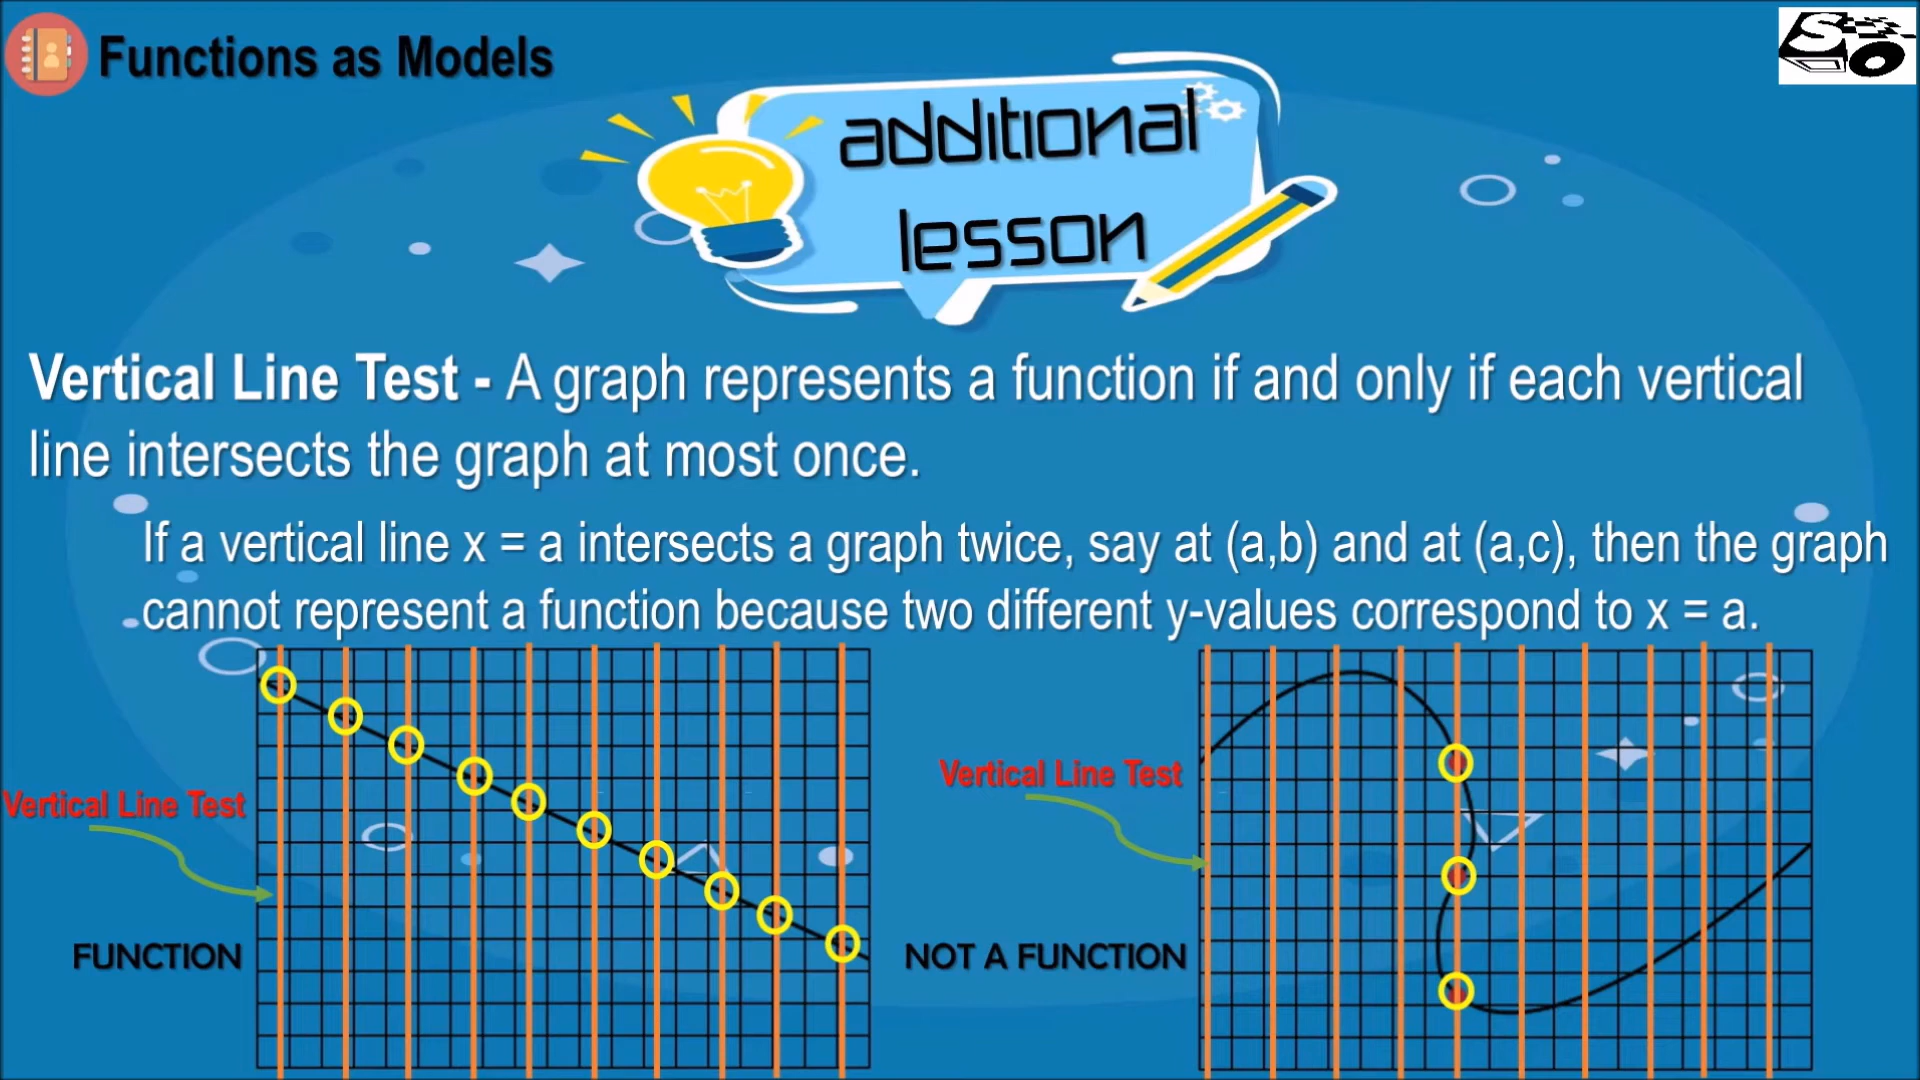 Functions as Models
SO
additional
lesson
Vertical Line Test - A graph represents a function if and only if each vertical
line intersects the graph at most once.
If a vertical line x = a intersects a graph twice, say at (a,b) and at (a,c), then the graph
cannot represent a function because two different y-values correspond to x = a.
Vertical Line Test
FUNCTION
Vertical Line Test
NOT A FUNCTION